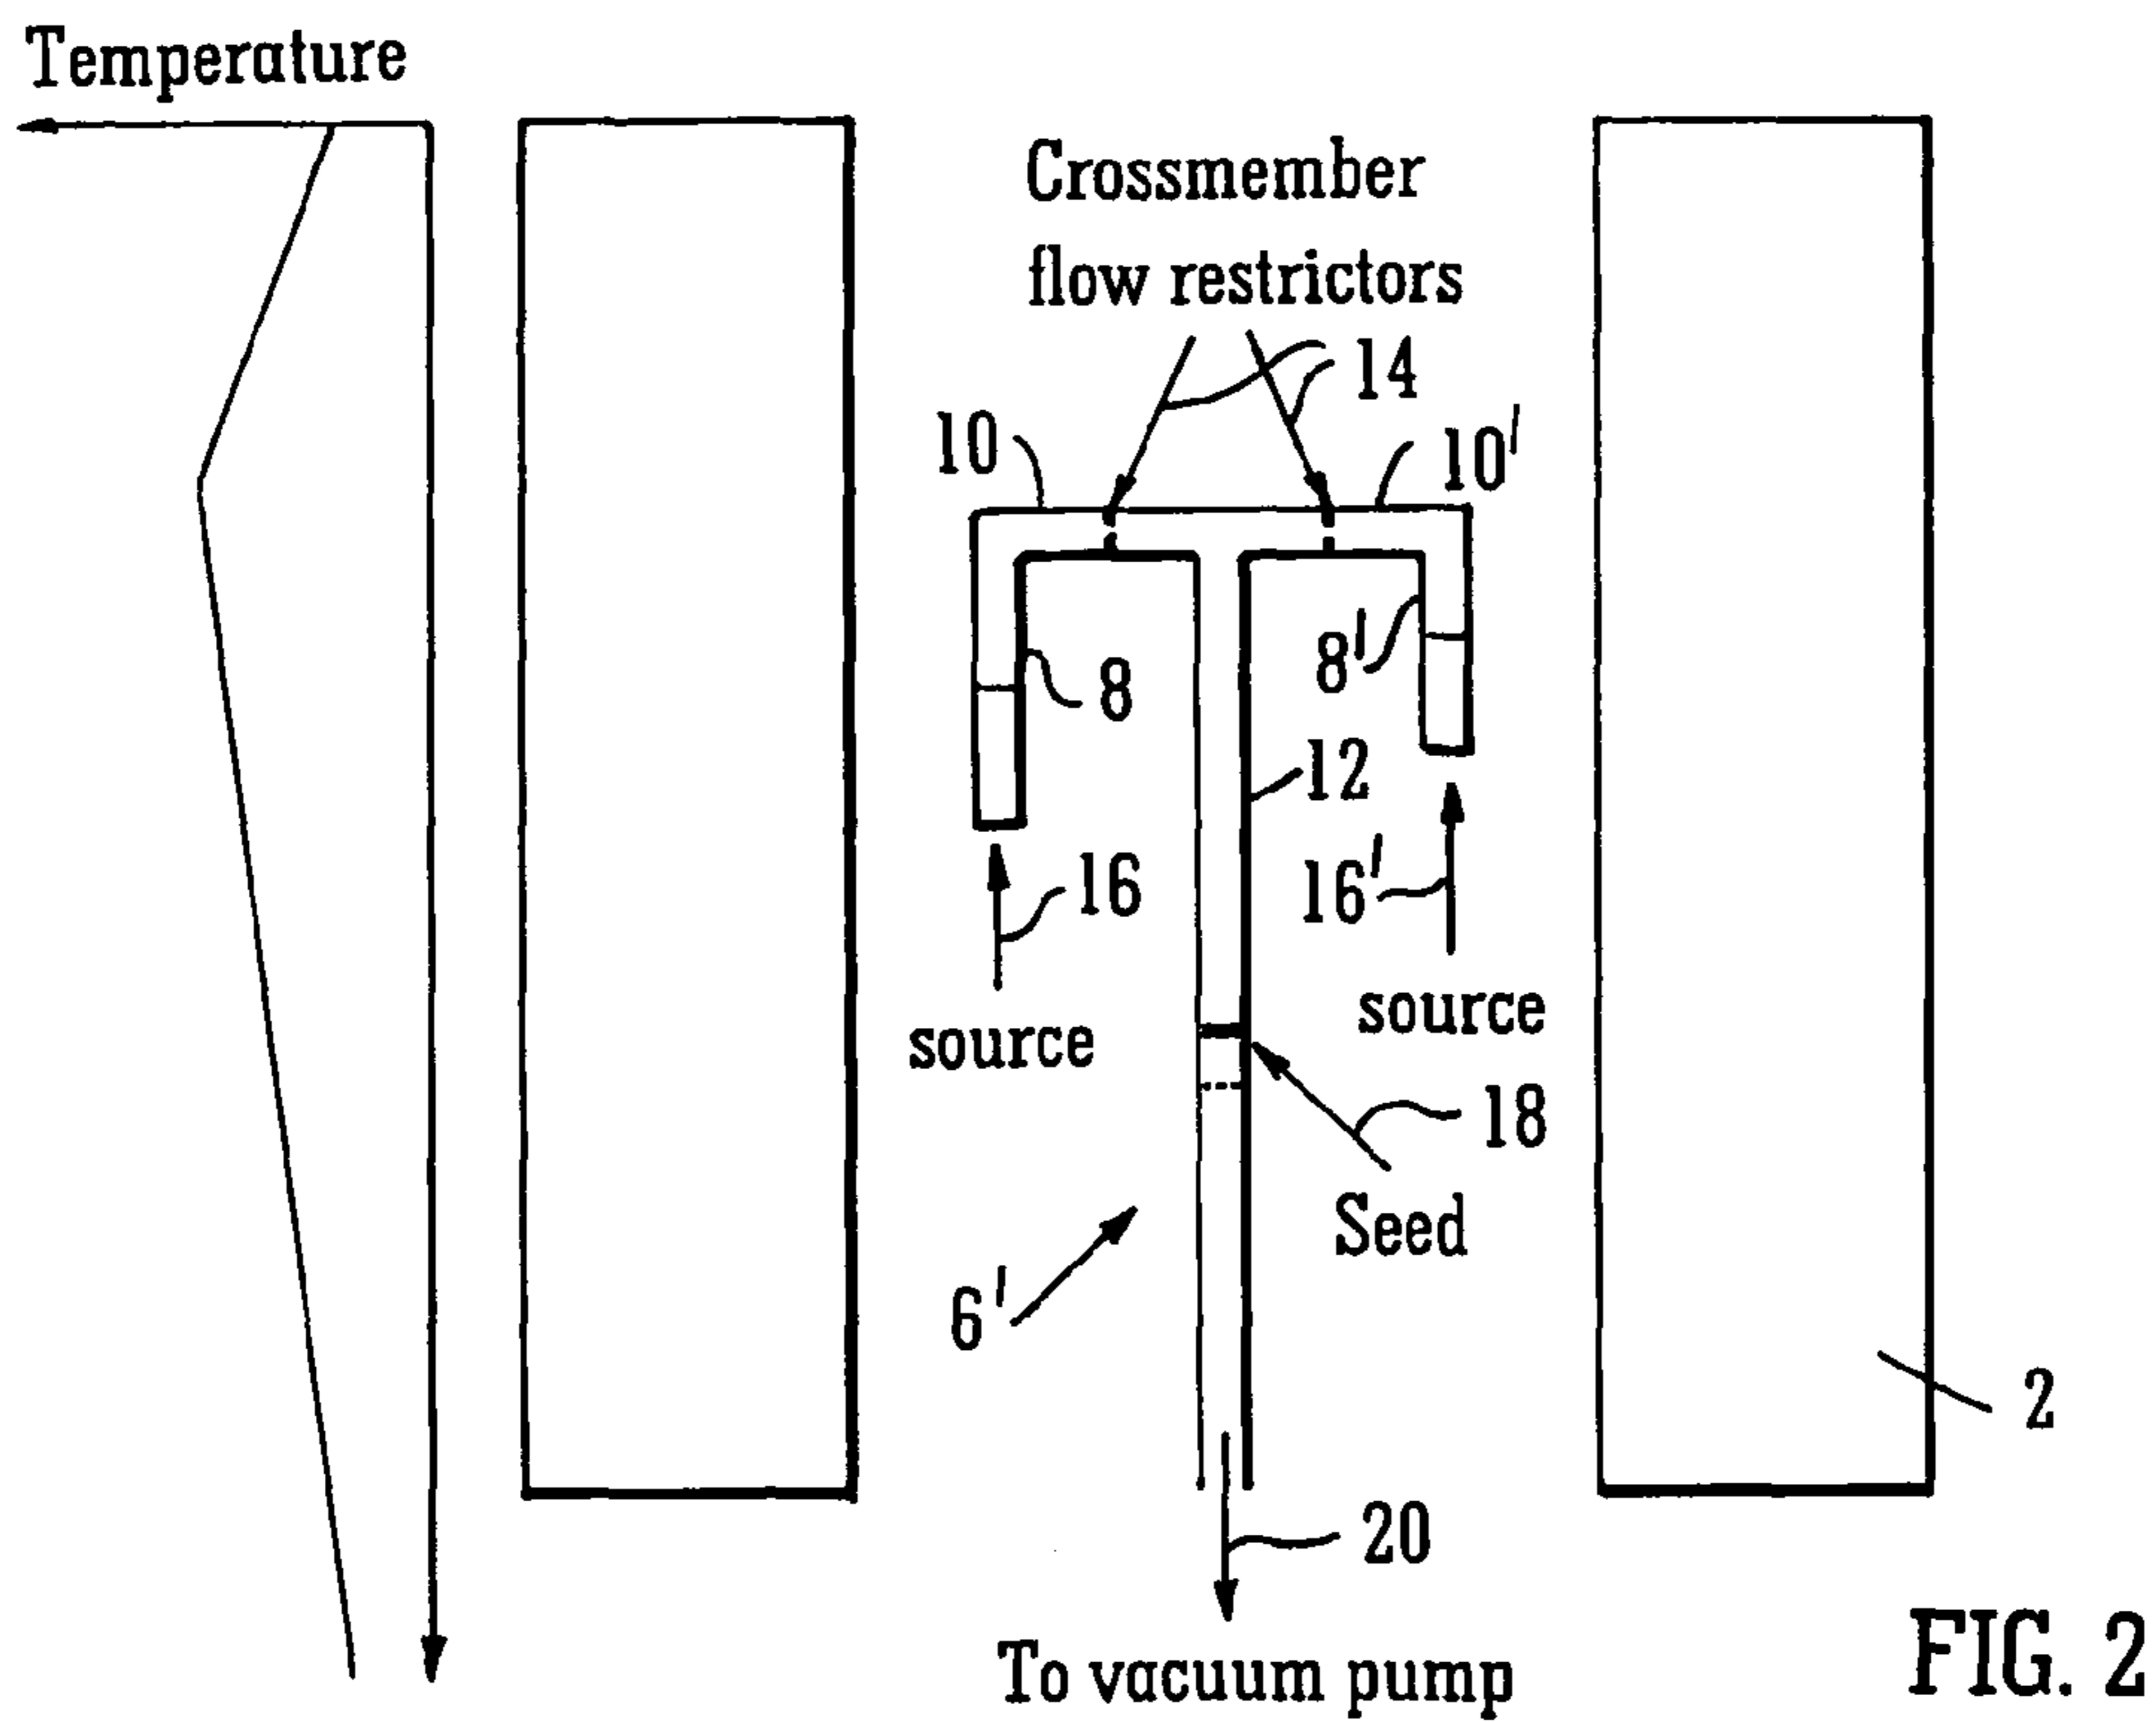 Temperature
Crossmember
flow restrictors
14
10
10'
8
8'
12
16
16'
source
source
18
Seed
6'
2
20
To vacuum pump
FIG. 2